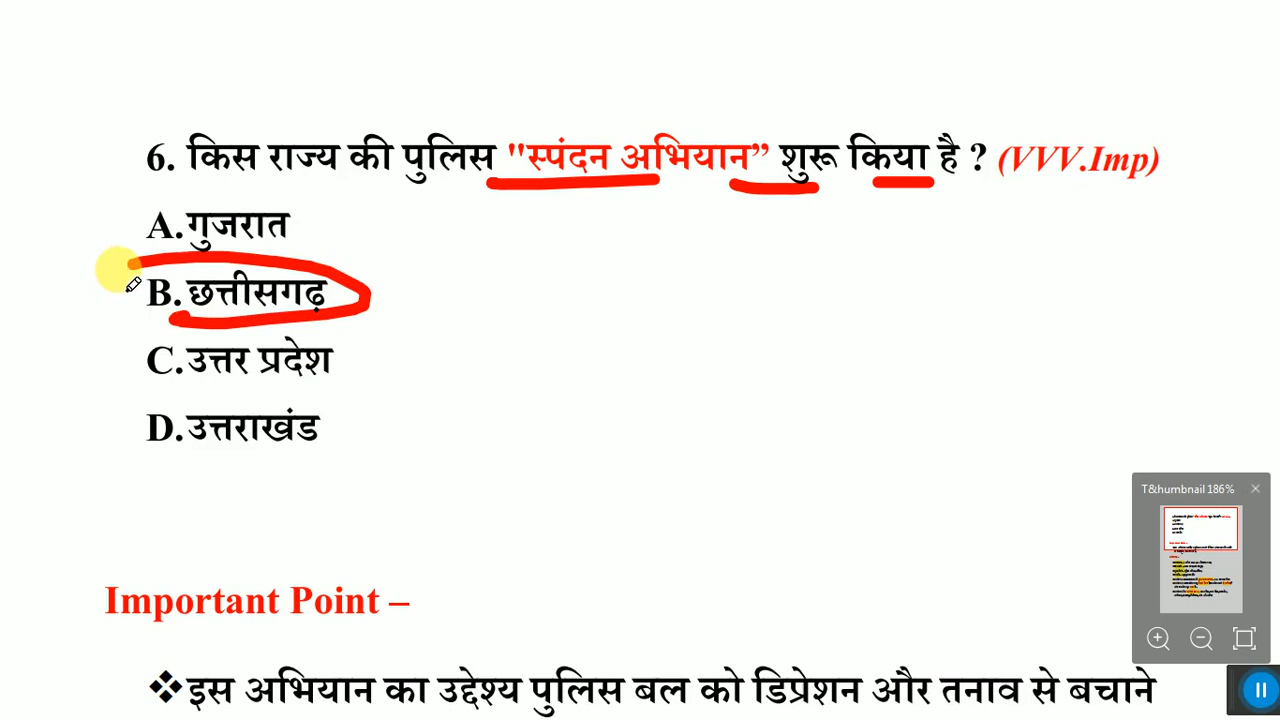 6. किस राज्य की पुलिस "स्पंदन अभियान” शुरू किया है ? (VVV.Imp)
A. गुजरात
B. छत्तीसगढ़
C. उत्तर प्रदेश
D. उत्तराखंड
T&humbnail 186%
Important Point –
❖इस अभियान का उद्देश्य पुलिस बल को डिप्रेशन और तनाव से बचाने